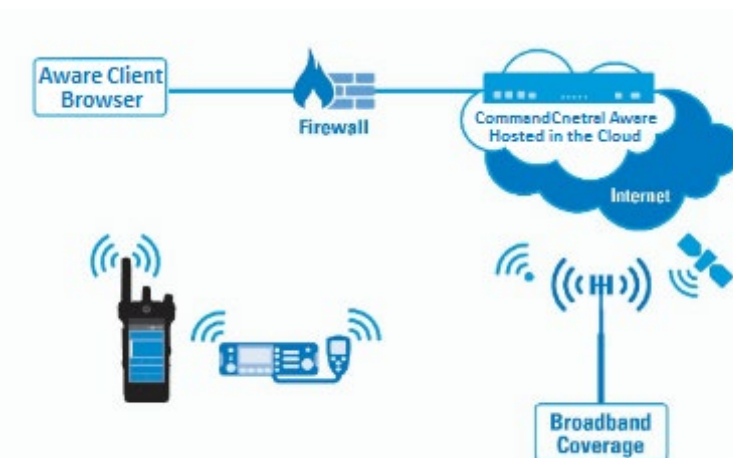 Aware Client
Browser
Firewall
CommandCnetral Aware
Hosted in the Cloud
Internet
Broadband
Coverage